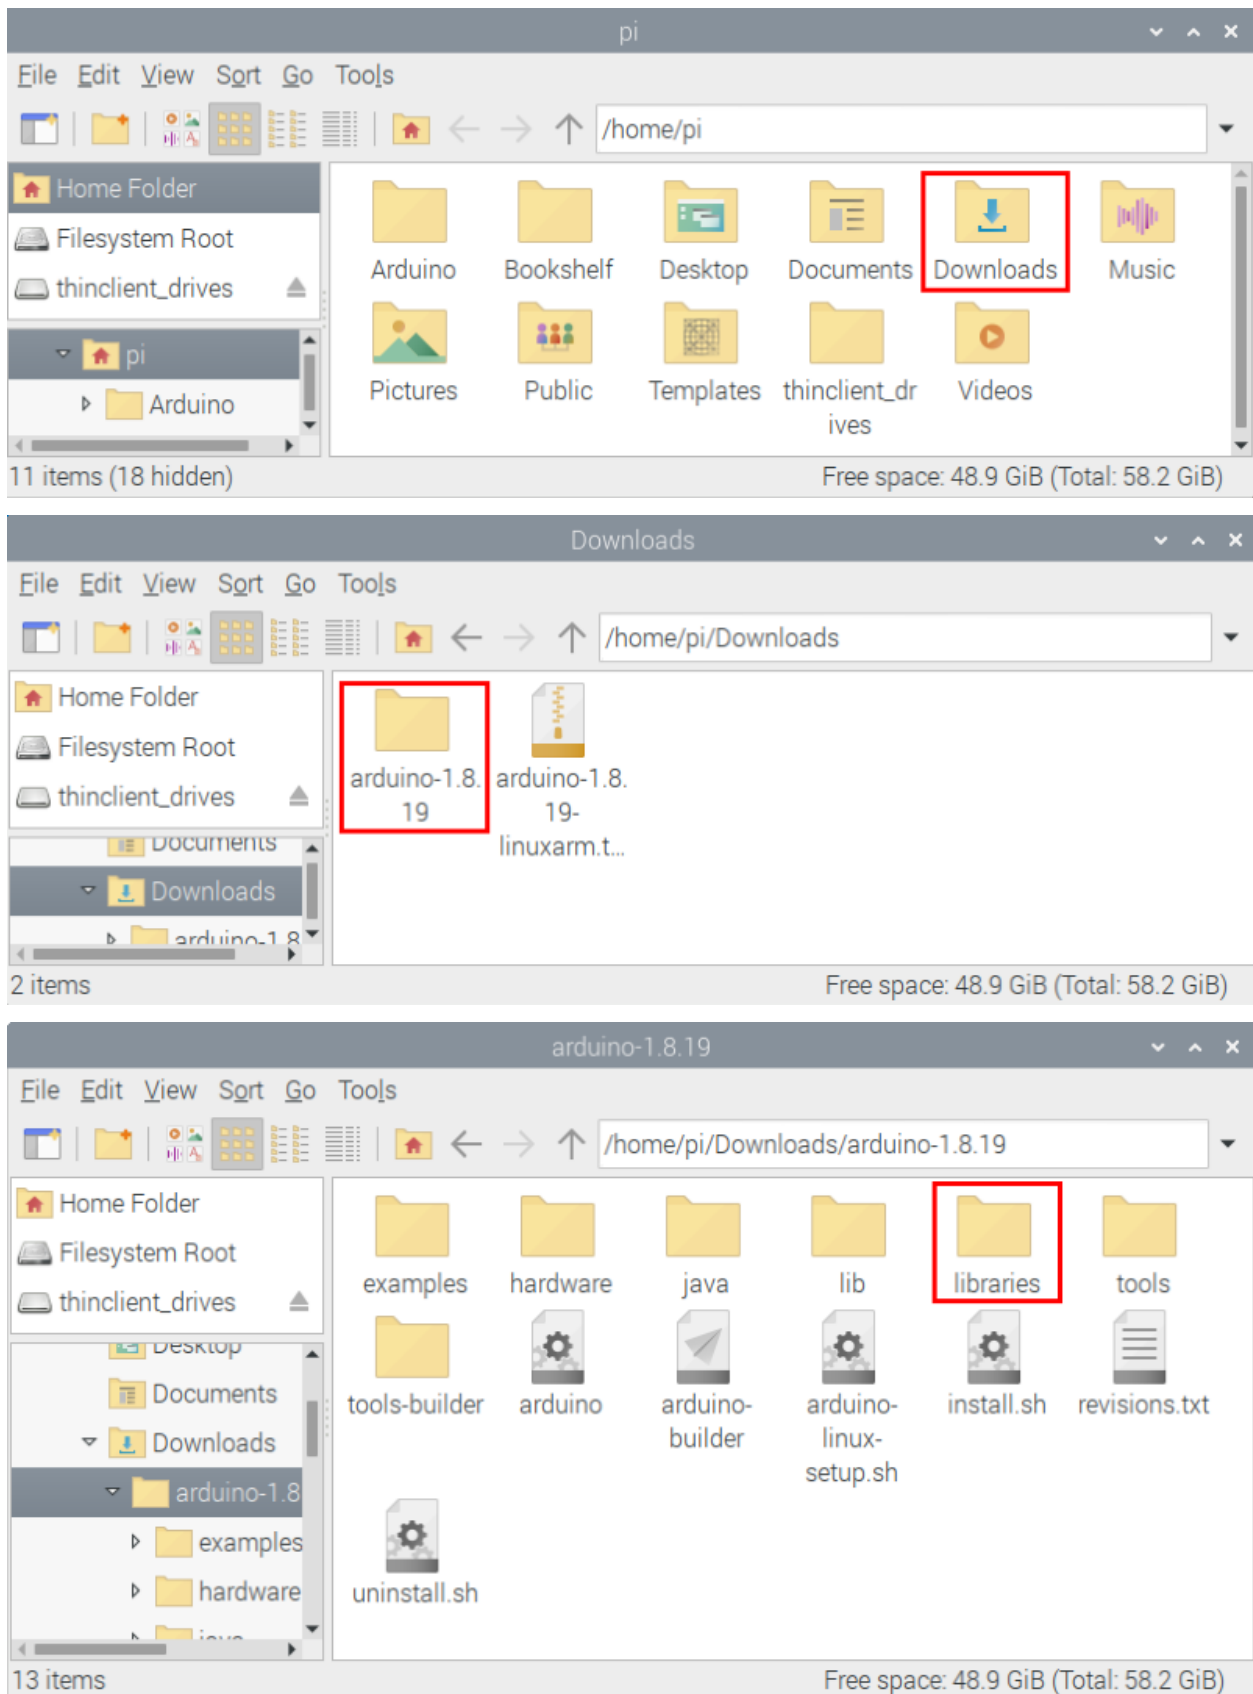 pi
File Edit View Sort Go Tools
/home/pi
Home Folder
Filesystem Root
thinclient_drives
pi
Arduino
Arduino Bookshelf Desktop Documents Downloads Music
Pictures Public Templates thinclient_dr
ives
Videos
11 items (18 hidden) Free space: 48.9 GiB (Total: 58.2 GiB)
Downloads
File Edit View Sort Go Tools
/home/pi/Downloads
Home Folder
Filesystem Root
thinclient_drives
Documents
Downloads
arduino-1.8
arduino-1.8.
19
arduino-1.8.
19-
linuxarm.t...
2 items Free space: 48.9 GiB (Total: 58.2 GiB)
arduino-1.8.19
File Edit View Sort Go Tools
/home/pi/Downloads/arduino-1.8.19
Home Folder
Filesystem Root
thinclient_drives
Desktop
Documents
Downloads
arduino-1.8
examples
hardware
java
examples hardware java lib libraries tools
tools-builder arduino arduino-
builder
arduino-
linux-
setup.sh
install.sh revisions.txt
uninstall.sh
13 items Free space: 48.9 GiB (Total: 58.2 GiB)